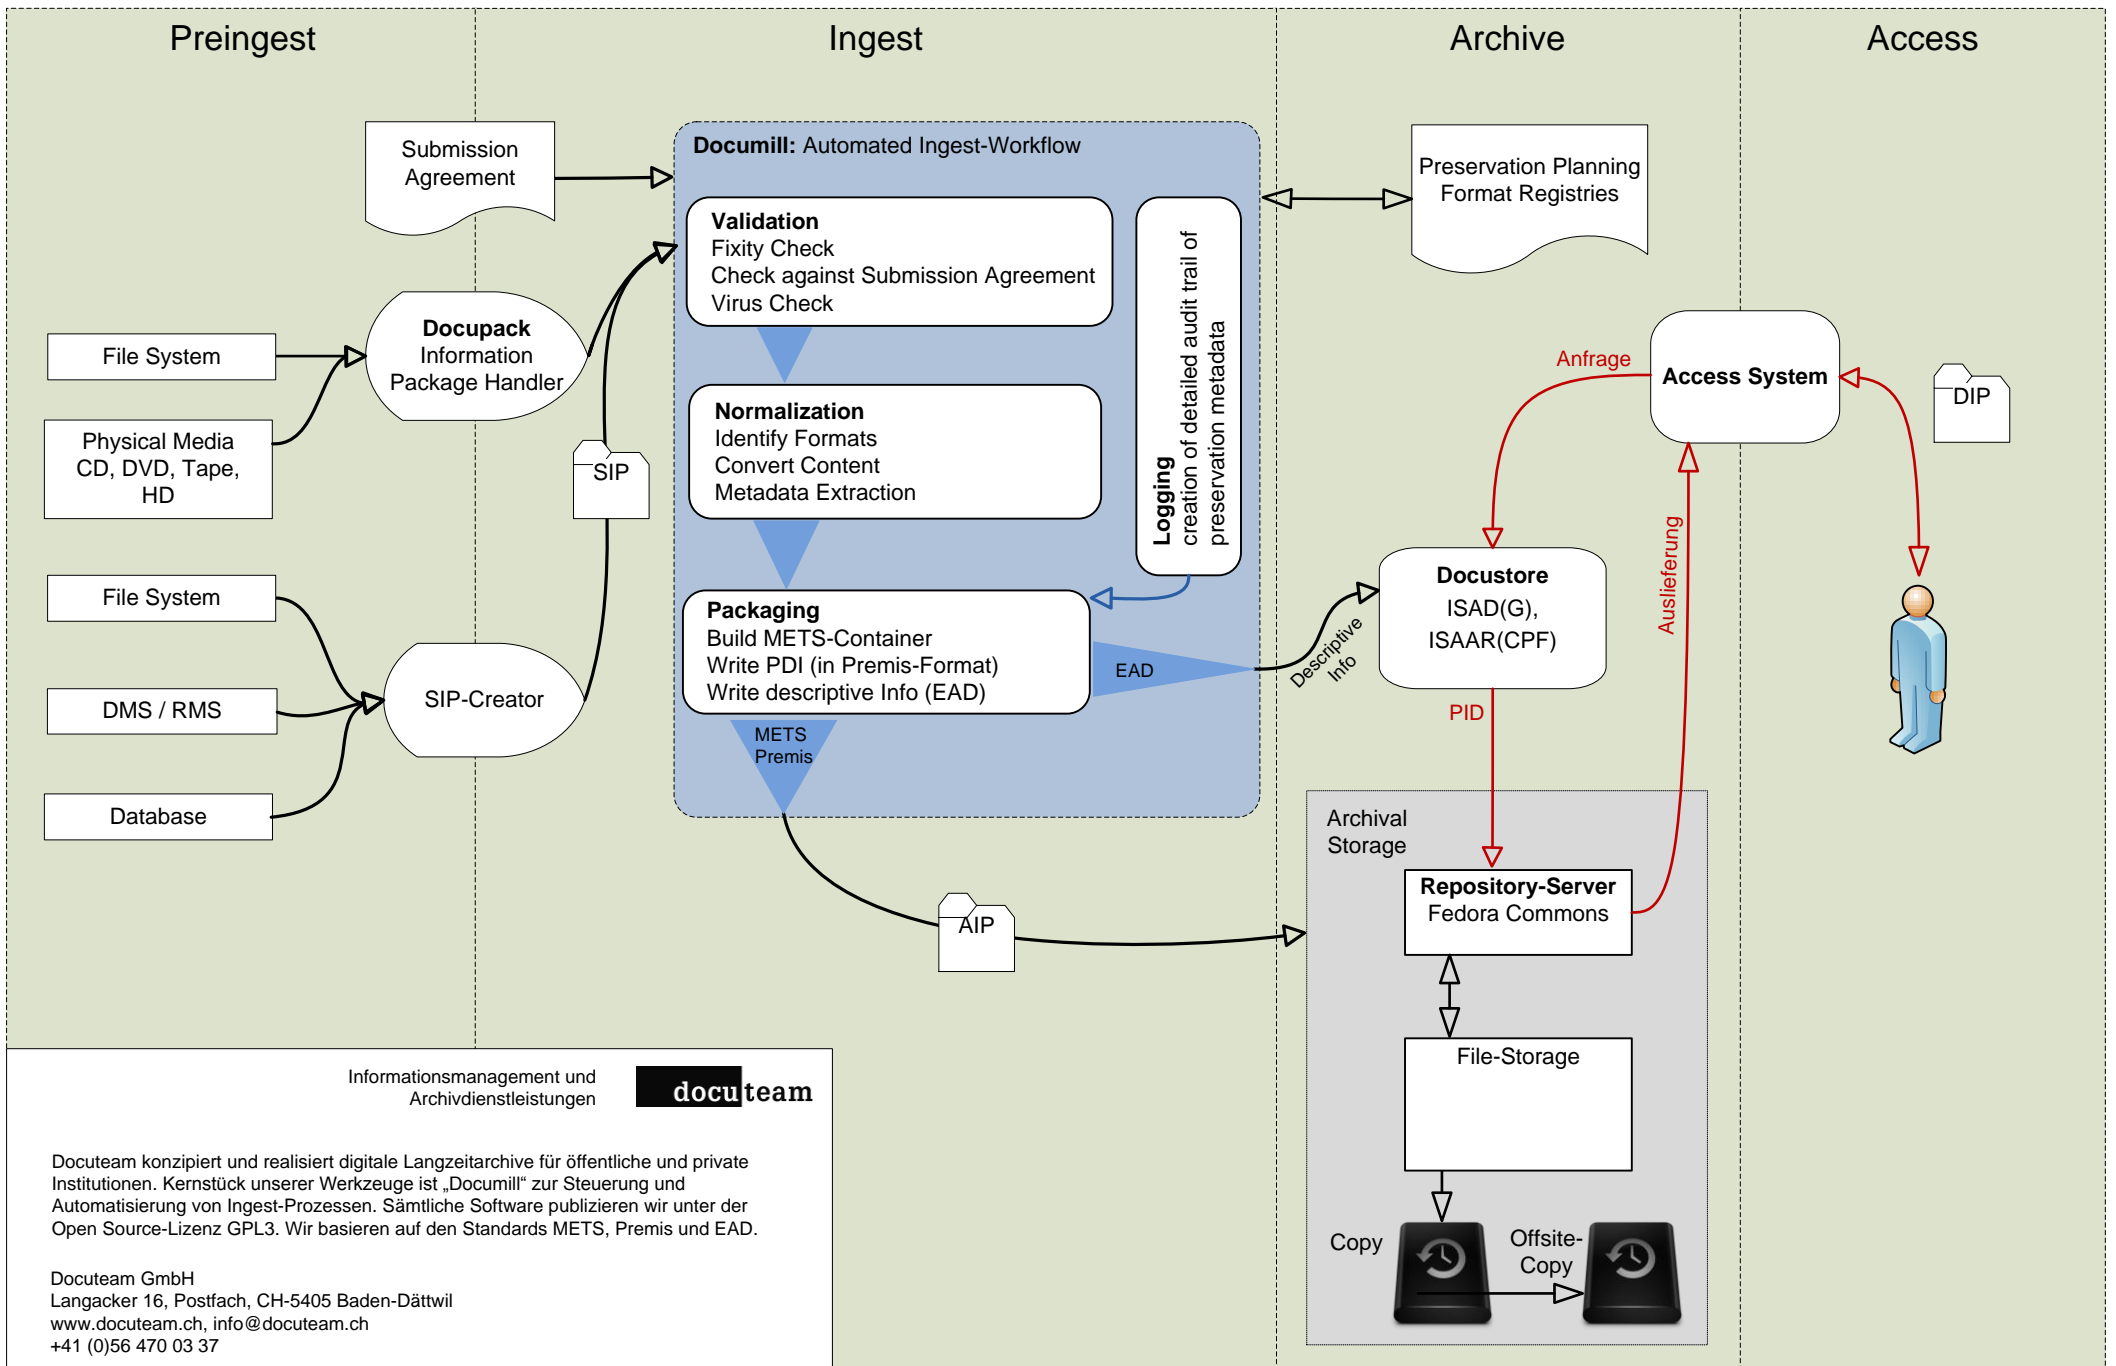 Preingest
Ingest
Archive
Access
Submission
Agreement
Documill: Automated Ingest-Workflow
Preservation Planning
Format Registries
Validation
Fixity Check
Check against Submission Agreement
Virus Check
Logging
creation of detailed audit trail of
preservation metadata
Docupack
Information
Package Handler
File System
Physical Media
CD, DVD, Tape,
HD
SIP
Normalization
Identify Formats
Convert Content
Metadata Extraction
Anfrage
Access System
DIP
File System
DMS / RMS
Database
SIP-Creator
Packaging
Build METS-Container
Write PDI (in Premis-Format)
Write descriptive Info (EAD)
EAD
METS
Premis
Descriptive
Info
Docustore
ISAD(G),
ISAAR(CPF)
Auslieferung
PID
AIP
Archival
Storage
Repository-Server
Fedora Commons
File-Storage
Copy
Offsite-
Copy
Informationsmanagement und
Archivdienstleistungen
docuteam
Docuteam konzipiert und realisiert digitale Langzeitarchive für öffentliche und private
Institutionen. Kernstück unserer Werkzeuge ist „Documill“ zur Steuerung und
Automatisierung von Ingest-Prozessen. Sämtliche Software publizieren wir unter der
Open Source-Lizenz GPL3. Wir basieren auf den Standards METS, Premis und EAD.
Docuteam GmbH
Langacker 16, Postfach, CH-5405 Baden-Dättwil
www.docuteam.ch, info@docuteam.ch
+41 (0)56 470 03 37